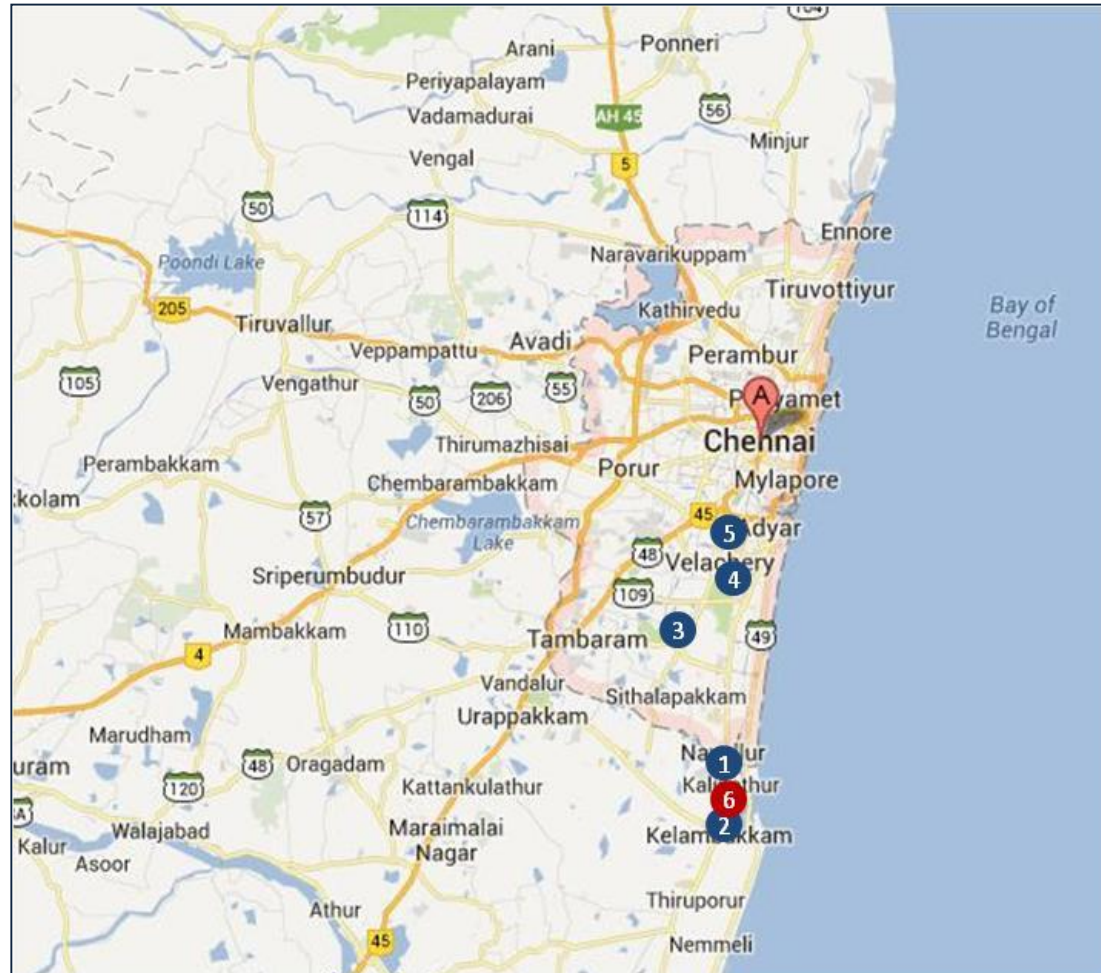 104
Arani
Ponneri
Periyapalayam
Vadamadurai
AH 45
56
Minjur
Vengal
5
50
114
Ennore
Naravarikuppam
Poondi Lake
Tiruvottiyur
205
Kathirvedu
Bay of
Bengal
Tiruvallur
Avadi
Veppampattu
Perambur
105
Vengathur
55
50
206
A
Thirumazhisai
Chennai
Perambakkam
Porur
Chembarambakkam
Mylapore
kkolam
57
45
Chembarambakkam
Lake
5
Adyar
48
Velachery
4
Sriperumbudur
109
Mambakkam
110
3
Tambaram
49
4
Vandalur
Sithalapakkam
Urappakkam
Marudham
uram
48
Oragadam
1
120
Kattankulathur
6
Walajabad
Maraimalai
Nagar
2
Kalur
Asoor
Thiruporur
Athur
45
Nemmeli